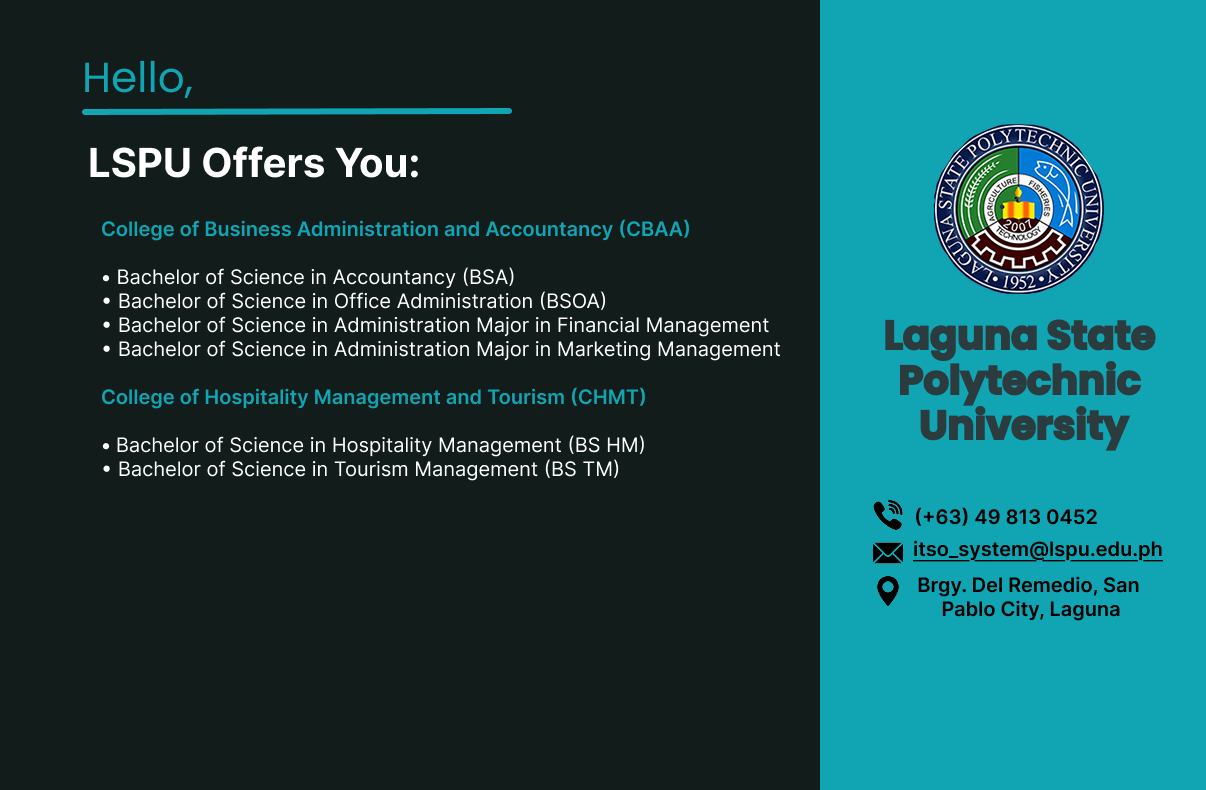 Hello,
LSPU Offers You:
College of Business Administration and Accountancy (CBAA)
• Bachelor of Science in Accountancy (BSA)
• Bachelor of Science in Office Administration (BSOA)
• Bachelor of Science in Administration Major in Financial Management
• Bachelor of Science in Administration Major in Marketing Management
College of Hospitality Management and Tourism (CHMT)
• Bachelor of Science in Hospitality Management (BS HM)
• Bachelor of Science in Tourism Management (BS TM)
LAGUNA STATE POLYTECHNIC UNIVERSITY
• 1952 •
AGRICULTURE
FISHERIES
TECHNOLOGY
2007
Laguna State
Polytechnic
University
(+63) 49 813 0452
itso_system@lspu.edu.ph
Brgy. Del Remedio, San
Pablo City, Laguna